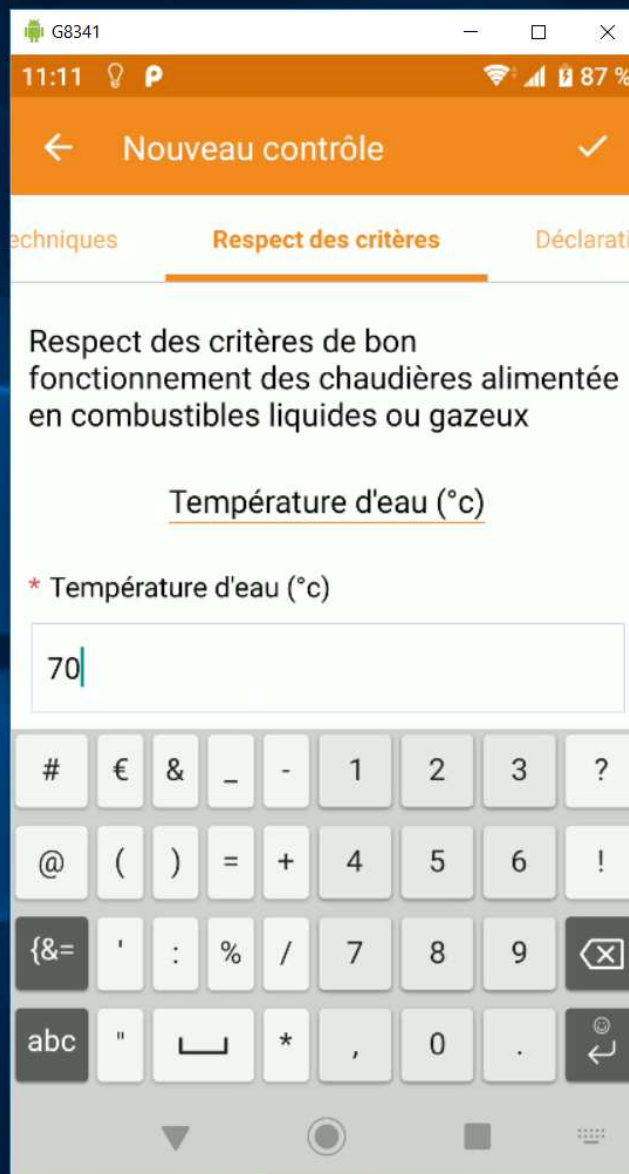 G8341
11:11 87 %
Nouveau contrôle
echniques Respect des critères Déclarati
Respect des critères de bon
fonctionnement des chaudières alimentée
en combustibles liquides ou gazeux
Température d'eau (°c)
* Température d'eau (°c)
70
# € & _ - 1 2 3 ?
@ ( ) = + 4 5 6 !
{&= ' : % / 7 8 9
abc " * , 0 .